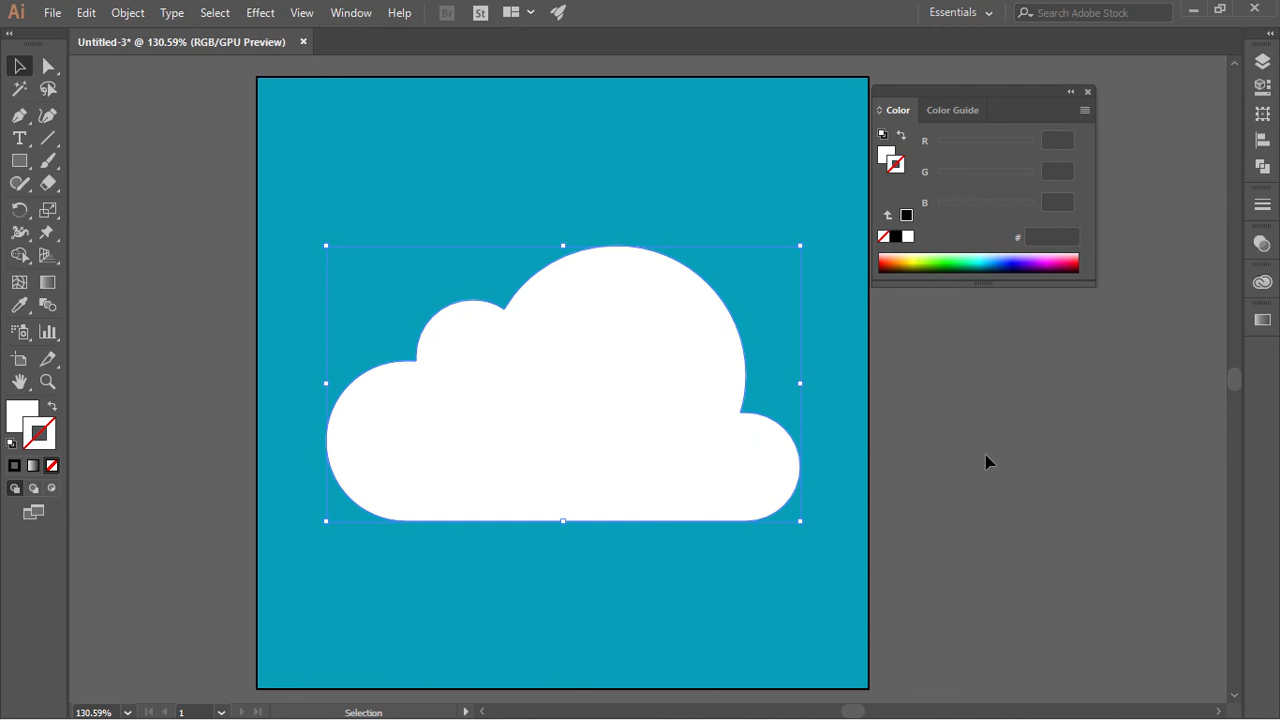 Ai File Edit Object Type Select Effect View Window Help Br St Essentials Search Adobe Stock
Untitled-3* @ 130.59% (RGB/GPU Preview)
Color Color Guide
R
G
B
#
T
130.59% 1 Selection